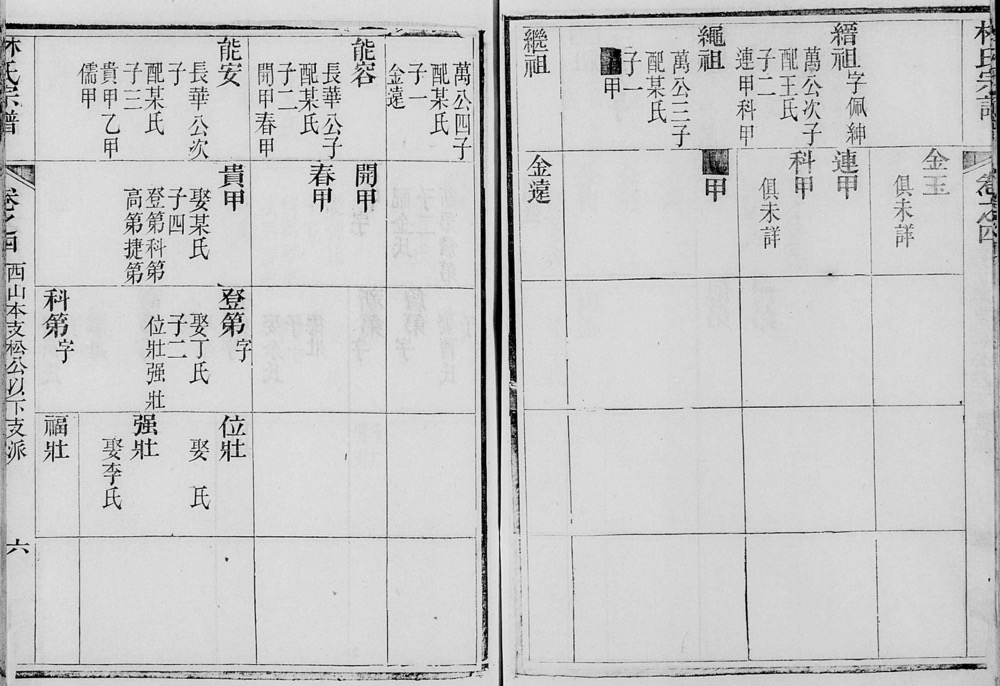 林氏宗譜
卷之四
金玉
俱未詳
縉祖字佩紳
萬公次子
配王氏
子二
連甲科甲
連甲
科甲
俱未詳
繩祖
萬公三子
配某氏
子一
甲
甲
繼祖
金遠
萬公四子
配某氏
子一
金遠
能容
長華公子
配某氏
子二
開甲春甲
開甲
春甲
能安
長華公次
子
配某氏
子三
貴甲乙甲
儒甲
貴甲
娶某氏
子四
登第科第
高第捷第
登第字
娶丁氏
子二
位壯强壯
位壯
娶 氏
强壯
娶李氏
科第字
福壯
林氏宗譜
卷之四
西山本支松公以下支派
六